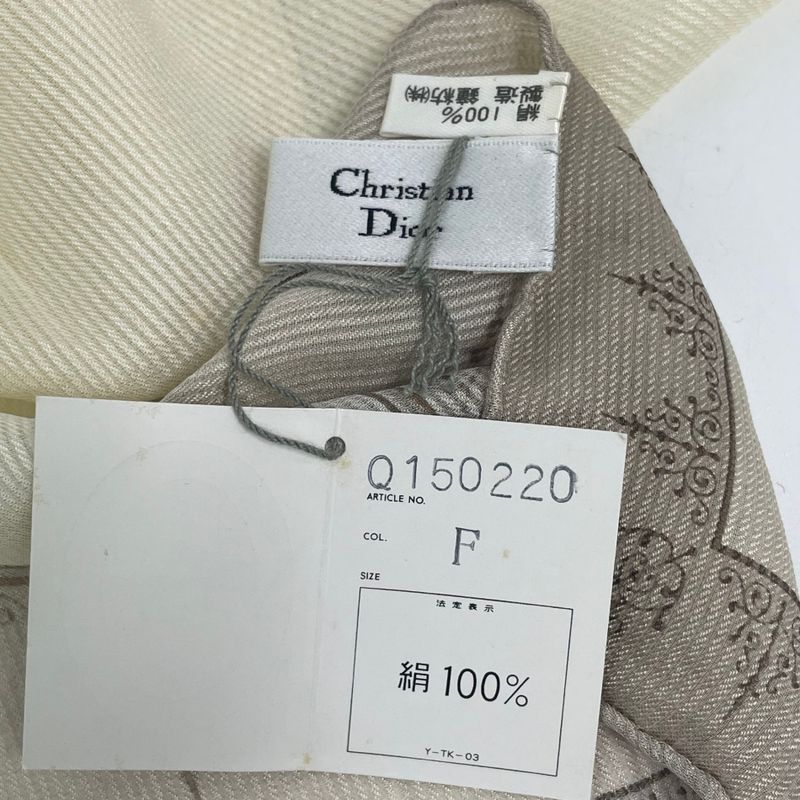 絹 100%
製造 鐘紡㈱
Christian
Dior
Q150220
ARTICLE NO.
COL. F
SIZE
法定表示
絹 100%
Y-TK-03